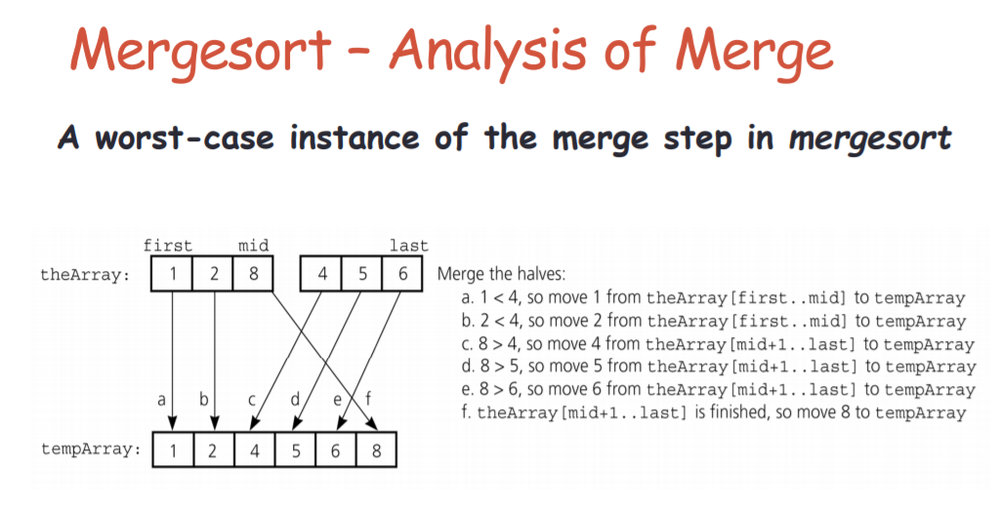 Mergesort – Analysis of Merge
A worst-case instance of the merge step in mergesort
first mid last
theArray: 1 2 8 4 5 6
Merge the halves:
a. 1 < 4, so move 1 from theArray[first..mid] to tempArray
b. 2 < 4, so move 2 from theArray[first..mid] to tempArray
c. 8 > 4, so move 4 from theArray[mid+1..last] to tempArray
d. 8 > 5, so move 5 from theArray[mid+1..last] to tempArray
e. 8 > 6, so move 6 from theArray[mid+1..last] to tempArray
f. theArray[mid+1..last] is finished, so move 8 to tempArray
a b c d e f
tempArray: 1 2 4 5 6 8